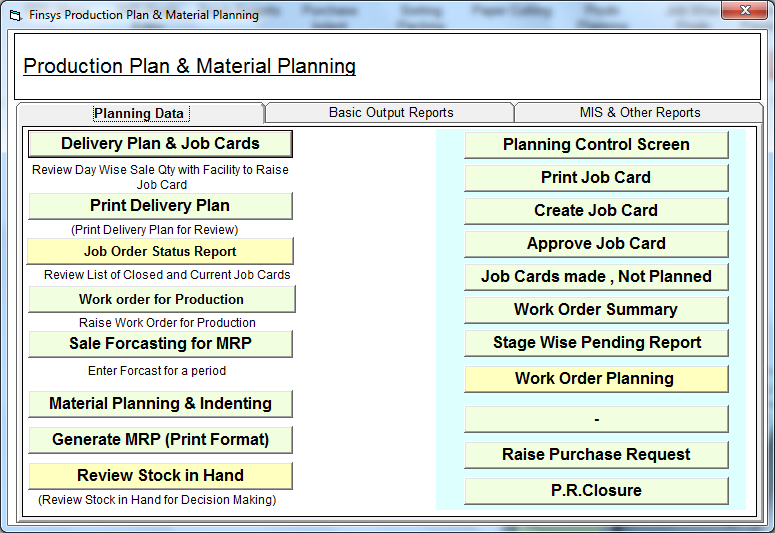 Finsys Production Plan & Material Planning
Production Plan & Material Planning
Planning Data
Basic Output Reports
MIS & Other Reports
Delivery Plan & Job Cards
Review Day Wise Sale Qty with Facility to Raise
Job Card
Print Delivery Plan
(Print Delivery Plan for Review)
Job Order Status Report
Review List of Closed and Current Job Cards
Work order for Production
Raise Work Order for Production
Sale Forcasting for MRP
Enter Forcast for a period
Material Planning & Indenting
Generate MRP (Print Format)
Review Stock in Hand
(Review Stock in Hand for Decision Making)
Planning Control Screen
Print Job Card
Create Job Card
Approve Job Card
Job Cards made , Not Planned
Work Order Summary
Stage Wise Pending Report
Work Order Planning
-
Raise Purchase Request
P.R.Closure